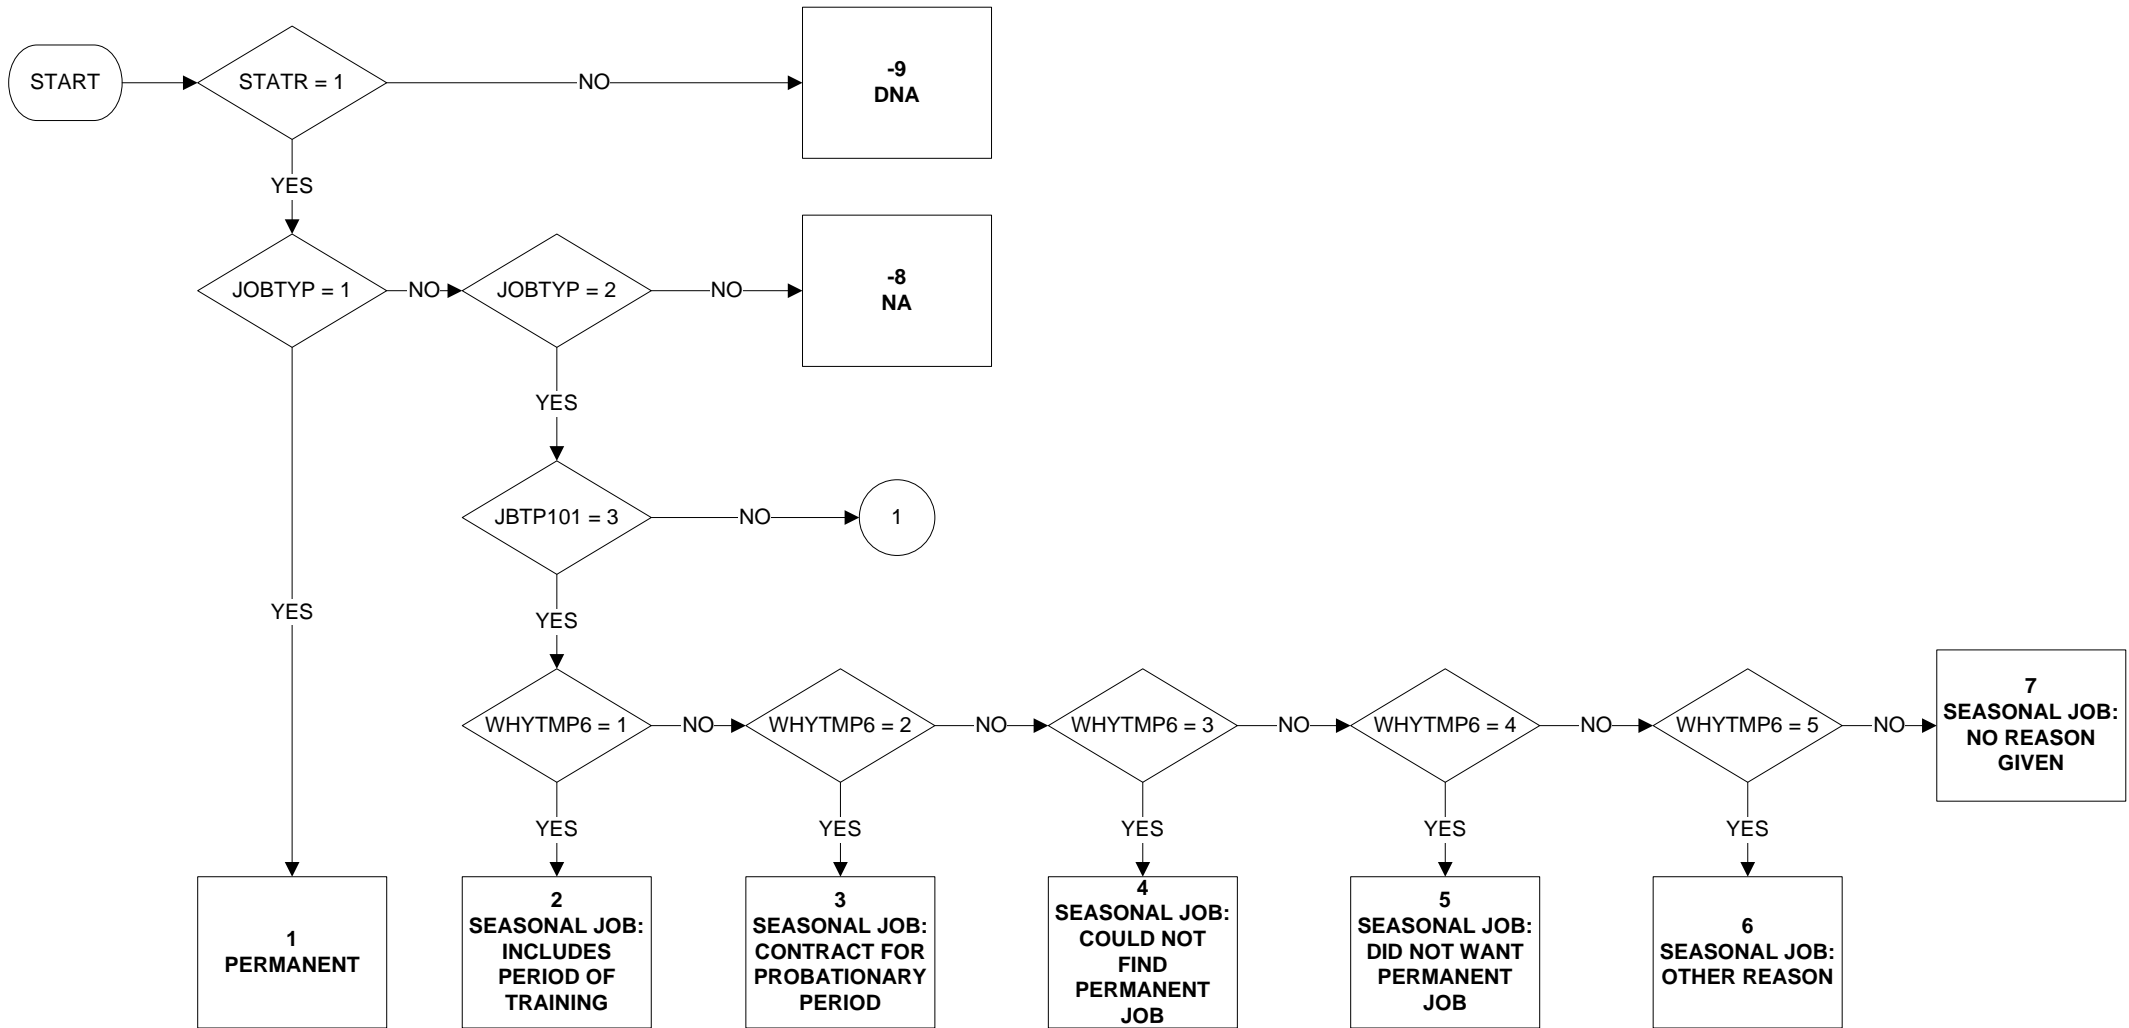 START
STATR = 1
NO
-9
DNA
YES
JOBTYP = 1
NO
JOBTYP = 2
NO
-8
NA
YES
YES
JBTP101 = 3
NO
1
YES
WHYTMP6 = 1
NO
WHYTMP6 = 2
NO
WHYTMP6 = 3
NO
WHYTMP6 = 4
NO
WHYTMP6 = 5
NO
7
SEASONAL JOB:
NO REASON
GIVEN
YES
YES
YES
YES
YES
1
PERMANENT
2
SEASONAL JOB:
INCLUDES
PERIOD OF
TRAINING
3
SEASONAL JOB:
CONTRACT FOR
PROBATIONARY
PERIOD
4
SEASONAL JOB:
COULD NOT
FIND
PERMANENT
JOB
5
SEASONAL JOB:
DID NOT WANT
PERMANENT
JOB
6
SEASONAL JOB:
OTHER REASON